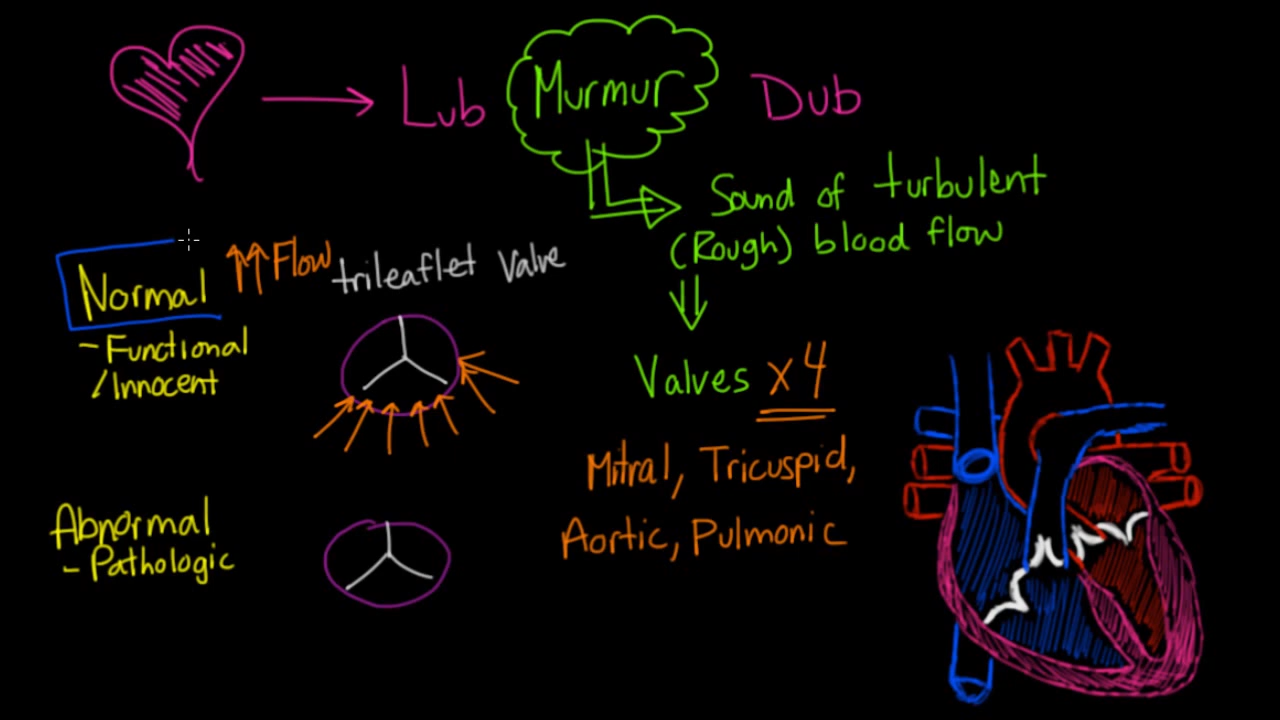 Lub Murmur Dub
Sound of turbulent
(Rough) blood flow
Normal ↑↑Flow trileaflet valve
- Functional
/Innocent
Valves x4
Mitral, Tricuspid,
Aortic, Pulmonic
Abnormal
- Pathologic